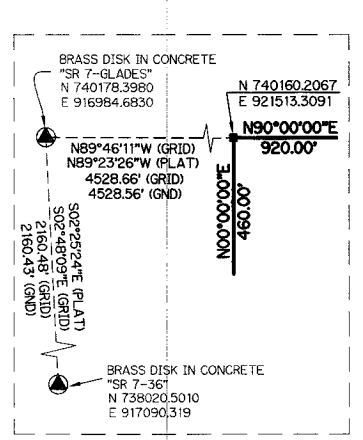 BRASS DISK IN CONCRETE
"SR 7-GLADES"
N 740178.3980
E 916984.6830
N 740160.2067
E 921513.3091
N89°46'11"W (GRID)
N89°23'26"W (PLAT)
4528.66' (GRID)
4528.56' (GND)
N90°00'00"E
920.00'
N00°00'00"E
460.00'
S02°25'24"E (PLAT)
S02°48'09"E (GRID)
2160.48' (GRID)
2160.43' (GND)
BRASS DISK IN CONCRETE
"SR 7-36"
N 738020.5010
E 917090.319